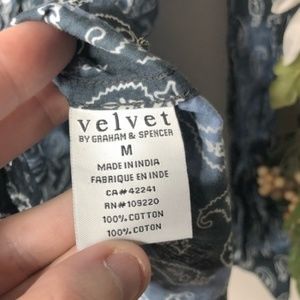 velvet
BY GRAHAM & SPENCER
M
MADE IN INDIA
FABRIQUE EN INDE
CA# 42241
RN# 109220
100% COTTON
100% COTON